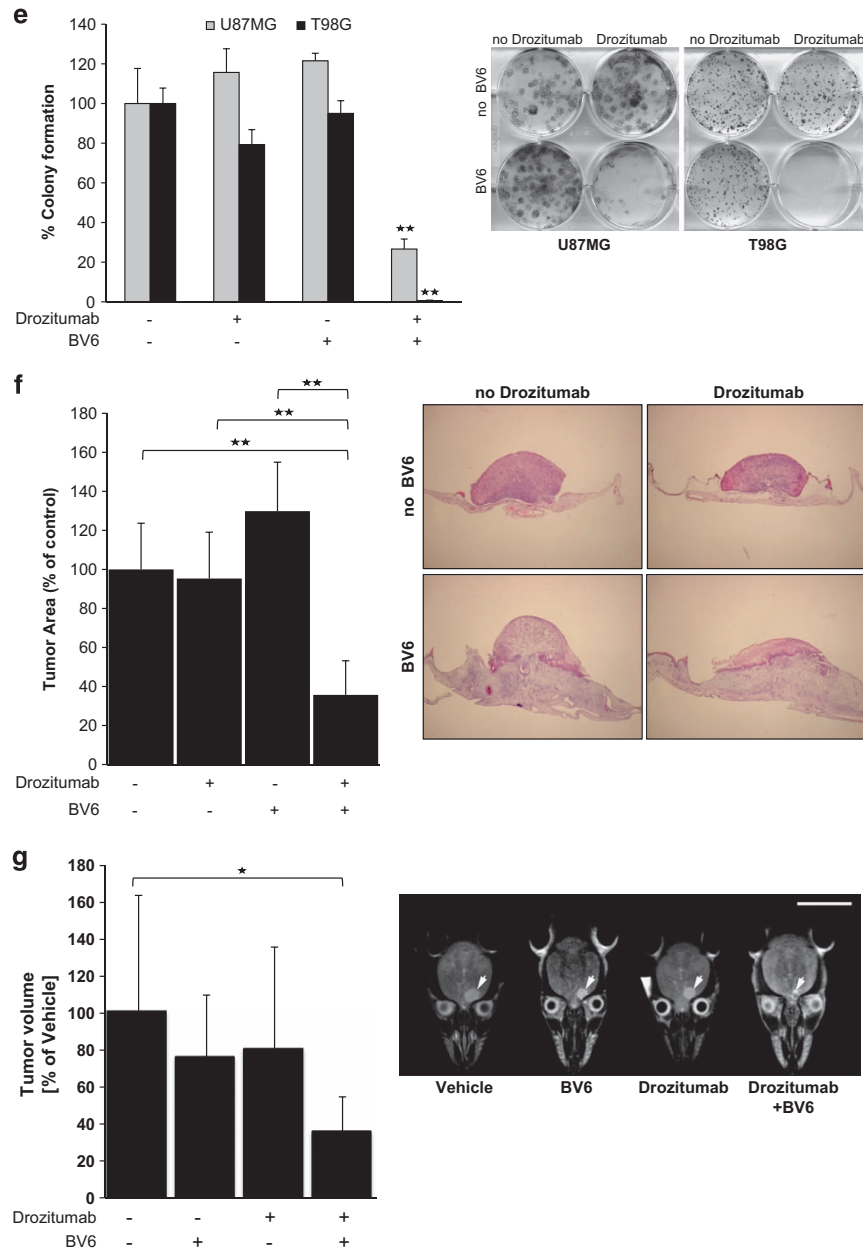 e
U87MG T98G
% Colony formation
140
120
100
80
60
40
20
0
★★
★★
Drozitumab - + - +
BV6 - - + +
no Drozitumab Drozitumab no Drozitumab Drozitumab
no BV6
BV6
U87MG T98G
f
Tumor Area (% of control)
180
160
140
120
100
80
60
40
20
0
★★
★★
★★
Drozitumab - + - +
BV6 - - + +
no Drozitumab Drozitumab
no BV6
BV6
g
Tumor volume
[% of Vehicle]
180
160
140
120
100
80
60
40
20
0
★
Drozitumab - - + +
BV6 - + - +
Vehicle BV6 Drozitumab Drozitumab
+BV6